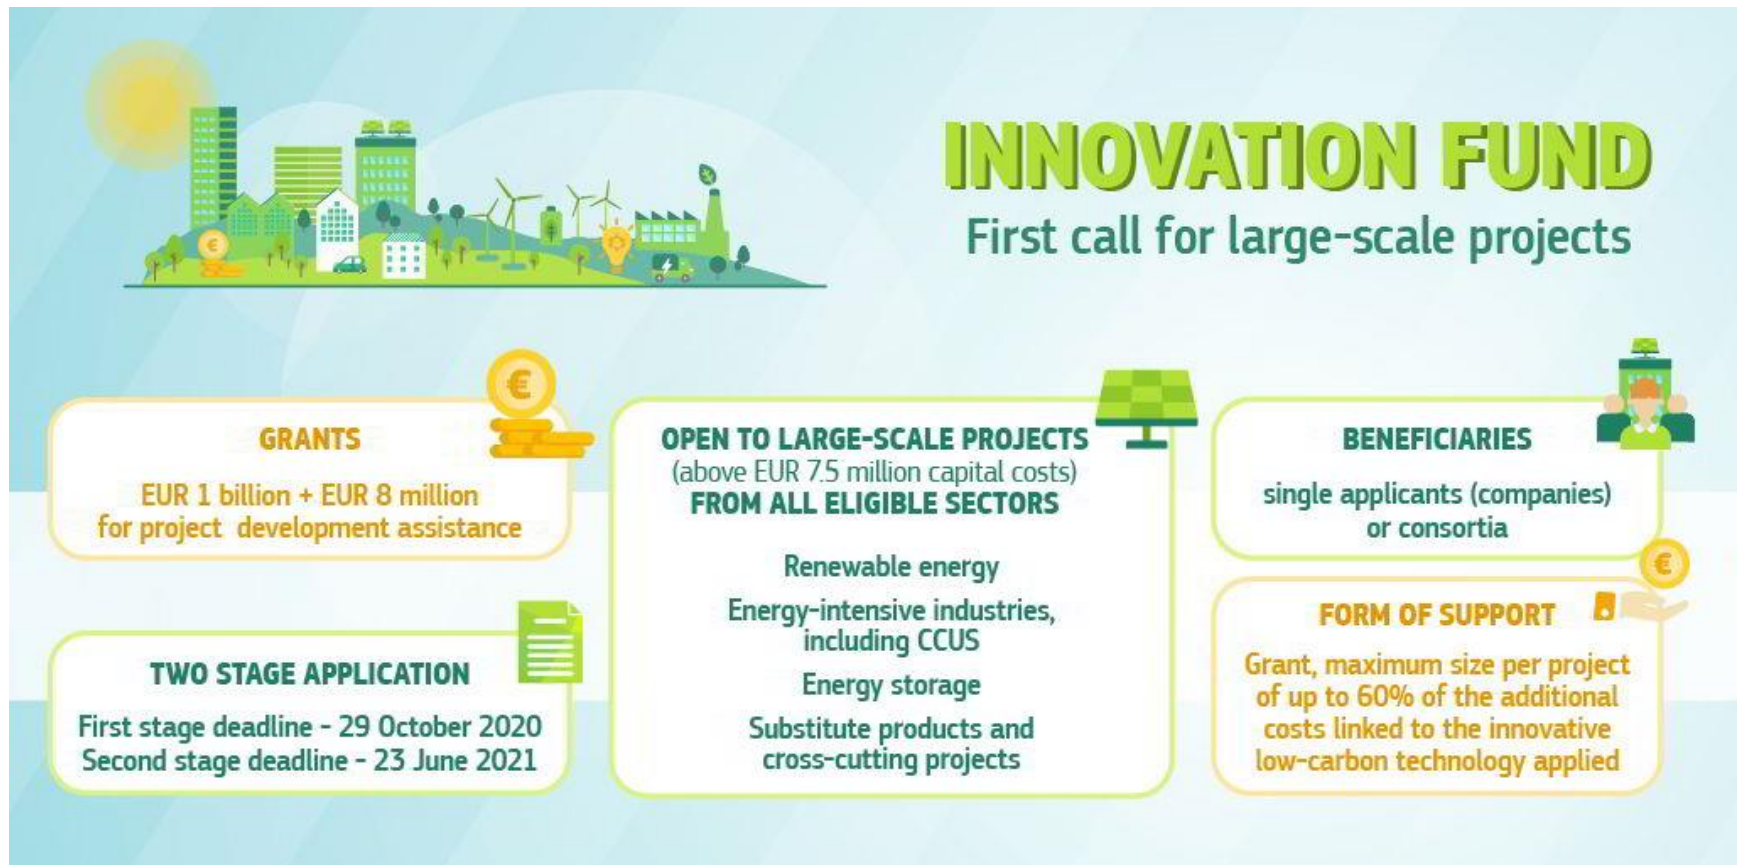 INNOVATION FUND
First call for large-scale projects
GRANTS
EUR 1 billion + EUR 8 million
for project development assistance
TWO STAGE APPLICATION
First stage deadline - 29 October 2020
Second stage deadline - 23 June 2021
OPEN TO LARGE-SCALE PROJECTS
(above EUR 7.5 million capital costs)
FROM ALL ELIGIBLE SECTORS
Renewable energy
Energy-intensive industries,
including CCUS
Energy storage
Substitute products and
cross-cutting projects
BENEFICIARIES
single applicants (companies)
or consortia
FORM OF SUPPORT
Grant, maximum size per project
of up to 60% of the additional
costs linked to the innovative
low-carbon technology applied